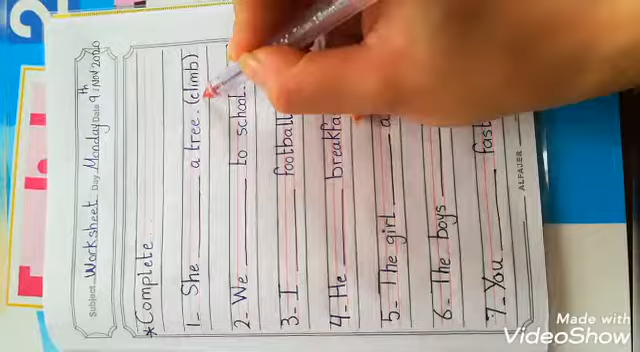 Subject Worksheet Day Monday Date 9th Nov 2020
* Complete
1- She ______ a tree. (climb)
2- We ______ to school.
3- I ______ football
4- He ______ breakfa
5- The girl ______ a
6- The boys ______
7- You ______ fast
ALFAJER
Made with
VideoShow